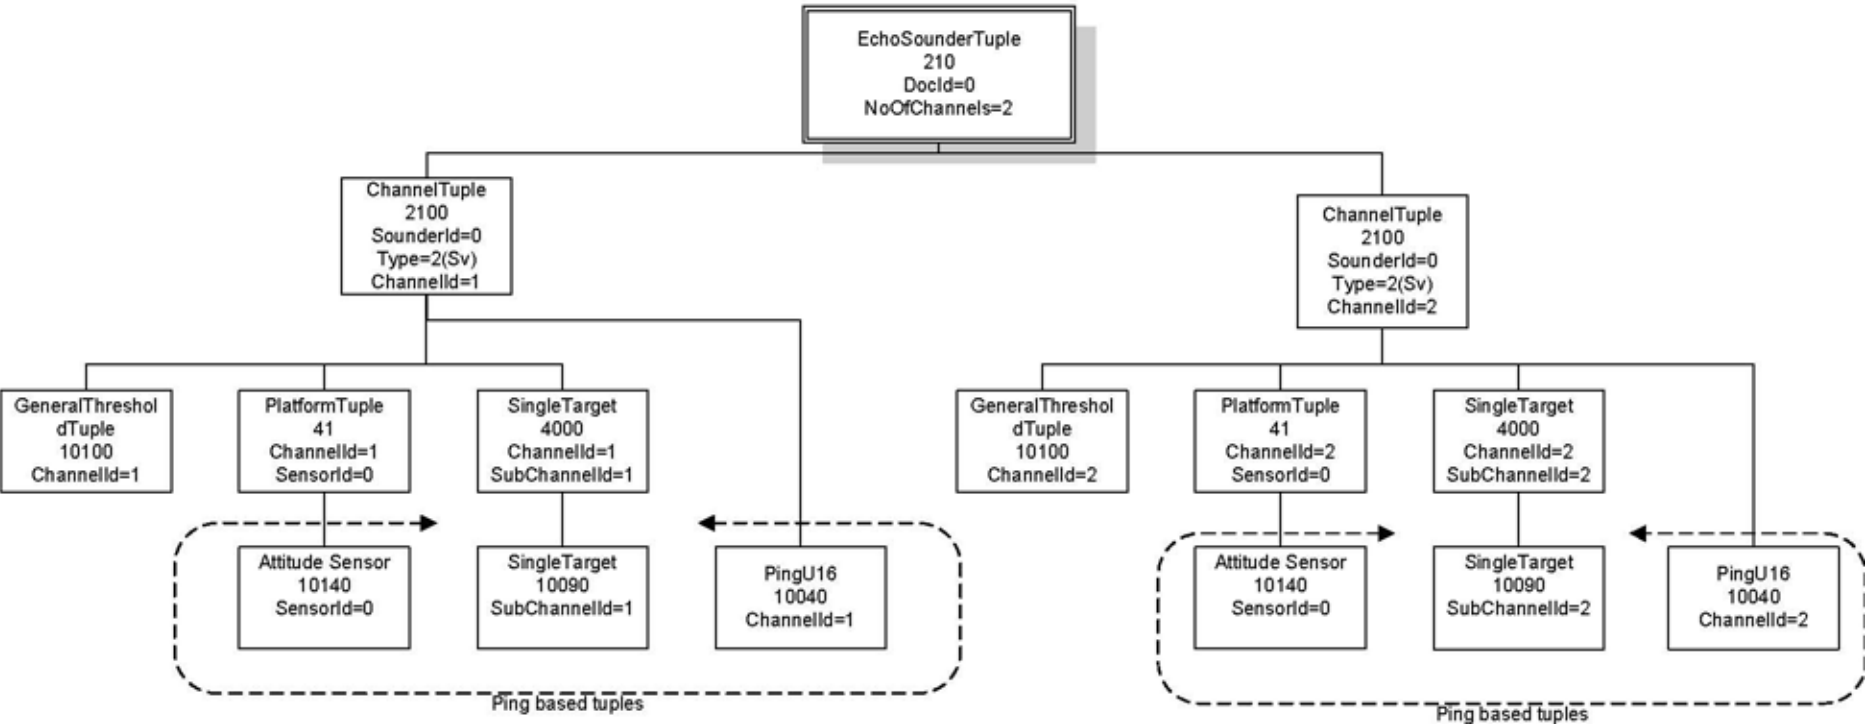 EchoSounderTuple
210
DocId=0
NoOfChannels=2
ChannelTuple
2100
SounderId=0
Type=2(Sv)
ChannelId=1
ChannelTuple
2100
SounderId=0
Type=2(Sv)
ChannelId=2
GeneralThreshol
dTuple
10100
ChannelId=1
PlatformTuple
41
ChannelId=1
SensorId=0
SingleTarget
4000
ChannelId=1
SubChannelId=1
GeneralThreshol
dTuple
10100
ChannelId=2
PlatformTuple
41
ChannelId=2
SensorId=0
SingleTarget
4000
ChannelId=2
SubChannelId=2
Attitude Sensor
10140
SensorId=0
SingleTarget
10090
SubChannelId=1
PingU16
10040
ChannelId=1
Attitude Sensor
10140
SensorId=0
SingleTarget
10090
SubChannelId=2
PingU16
10040
ChannelId=2
Ping based tuples
Ping based tuples